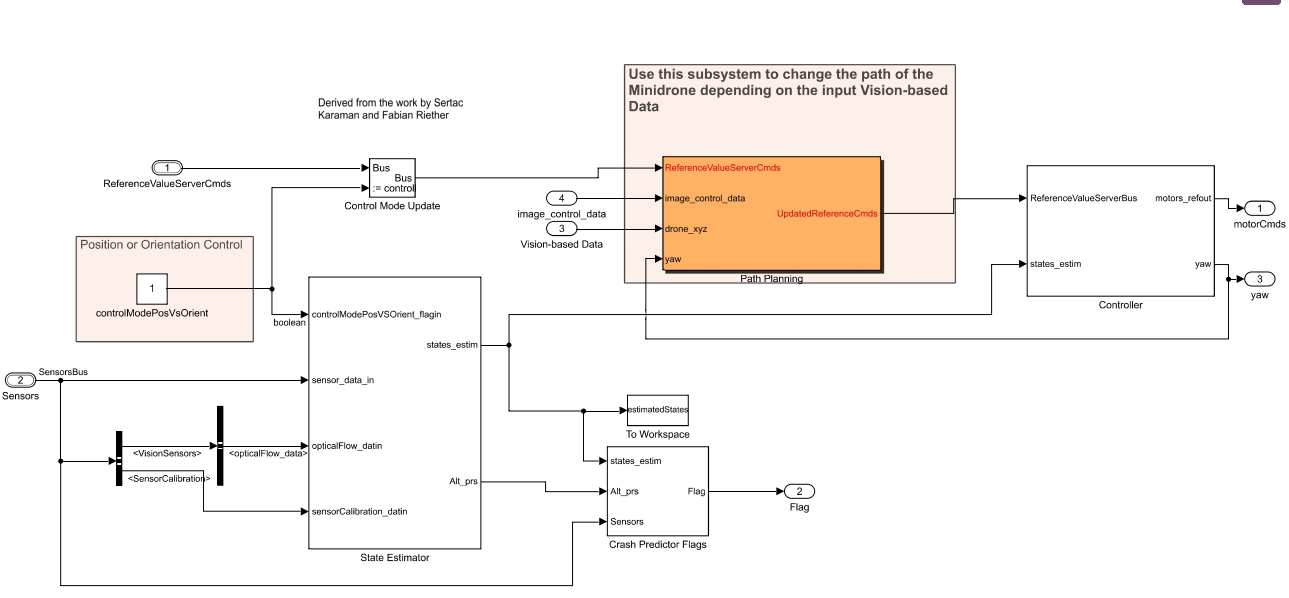 Use this subsystem to change the path of the
Minidrone depending on the input Vision-based
Data
Derived from the work by Sertac
Karaman and Fabian Riether
1
ReferenceValueServerCmds
Bus
Bus
:= control
Control Mode Update
4
image_control_data
3
Vision-based Data
ReferenceValueServerCmds
image_control_data
UpdatedReferenceCmds
drone_xyz
yaw
Path Planning
ReferenceValueServerBus
motors_refout
states_estim
yaw
Controller
1
motorCmds
3
yaw
Position or Orientation Control
1
controlModePosVsOrient
boolean
controlModePosVSOrient_flagin
states_estim
sensor_data_in
opticalFlow_datin
Alt_prs
sensorCalibration_datin
State Estimator
2
Sensors
SensorsBus
<VisionSensors>
<opticalFlow_data>
<SensorCalibration>
estimatedStates
To Workspace
states_estim
Alt_prs
Flag
Sensors
Crash Predictor Flags
2
Flag